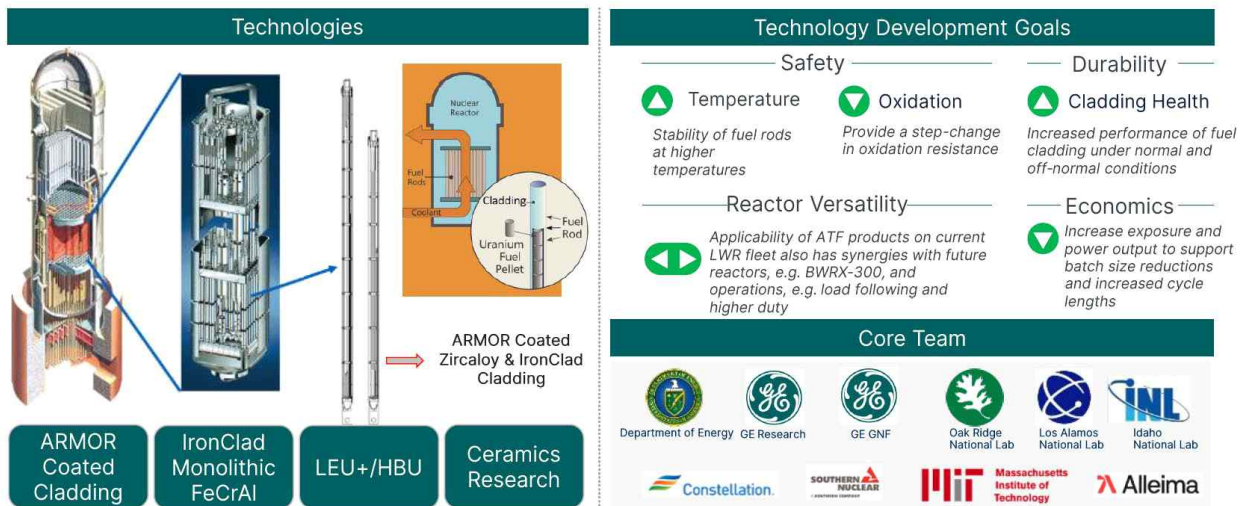 Technologies
Nuclear
Reactor
Fuel
Rods
Coolant
Cladding
Fuel
Rod
Uranium
Fuel
Pellet
ARMOR Coated
Zircaloy & IronClad
Cladding
ARMOR
Coated
Cladding
IronClad
Monolithic
FeCrAl
LEU+/HBU
Ceramics
Research
Technology Development Goals
Safety
Temperature
Stability of fuel rods
at higher
temperatures
Oxidation
Provide a step-change
in oxidation resistance
Durability
Cladding Health
Increased performance of fuel
cladding under normal and
off-normal conditions
Reactor Versatility
Applicability of ATF products on current
LWR fleet also has synergies with future
reactors, e.g. BWRX-300, and
operations, e.g. load following and
higher duty
Economics
Increase exposure and
power output to support
batch size reductions
and increased cycle
lengths
Core Team
Department of Energy
GE Research
GE GNF
Oak Ridge
National Lab
Los Alamos
National Lab
INL
Idaho
National Lab
Constellation.
SOUTHERN
NUCLEAR
A SOUTHERN COMPANY
MIT
Massachusetts
Institute of
Technology
Alleima